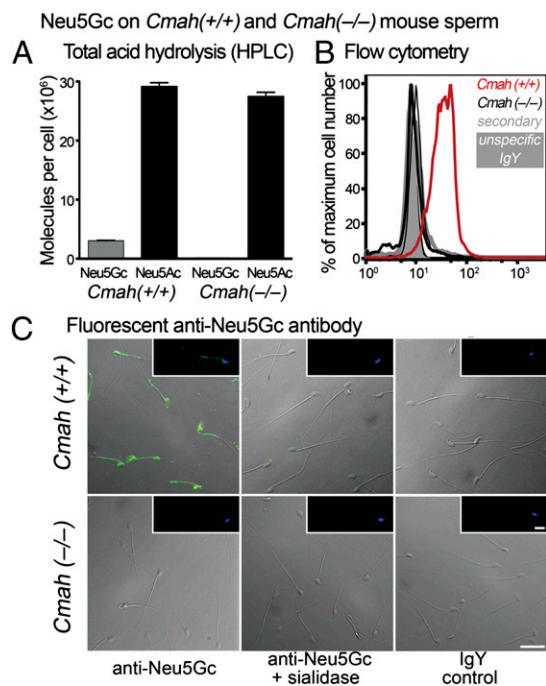 Neu5Gc on Cmah(+/+) and Cmah(–/–) mouse sperm
A Total acid hydrolysis (HPLC)
Molecules per cell (x10⁶)
30
20
10
0
Neu5Gc Neu5Ac Neu5Gc Neu5Ac
Cmah(+/+) Cmah(–/–)
B Flow cytometry
% of maximum cell number
100
80
60
40
20
0
10⁰ 10¹ 10² 10³
Cmah (+/+)
Cmah (–/–)
secondary
unspecific
IgY
C Fluorescent anti-Neu5Gc antibody
Cmah (+/+)
Cmah (–/–)
anti-Neu5Gc
anti-Neu5Gc
+ sialidase
IgY
control